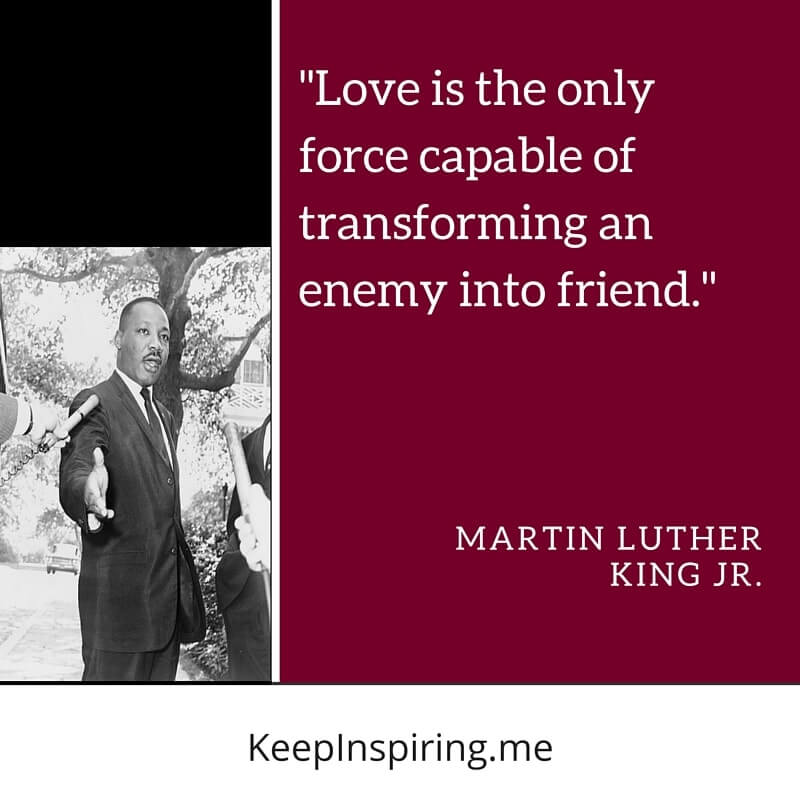 "Love is the only
force capable of
transforming an
enemy into friend."
MARTIN LUTHER
KING JR.
KeepInspiring.me